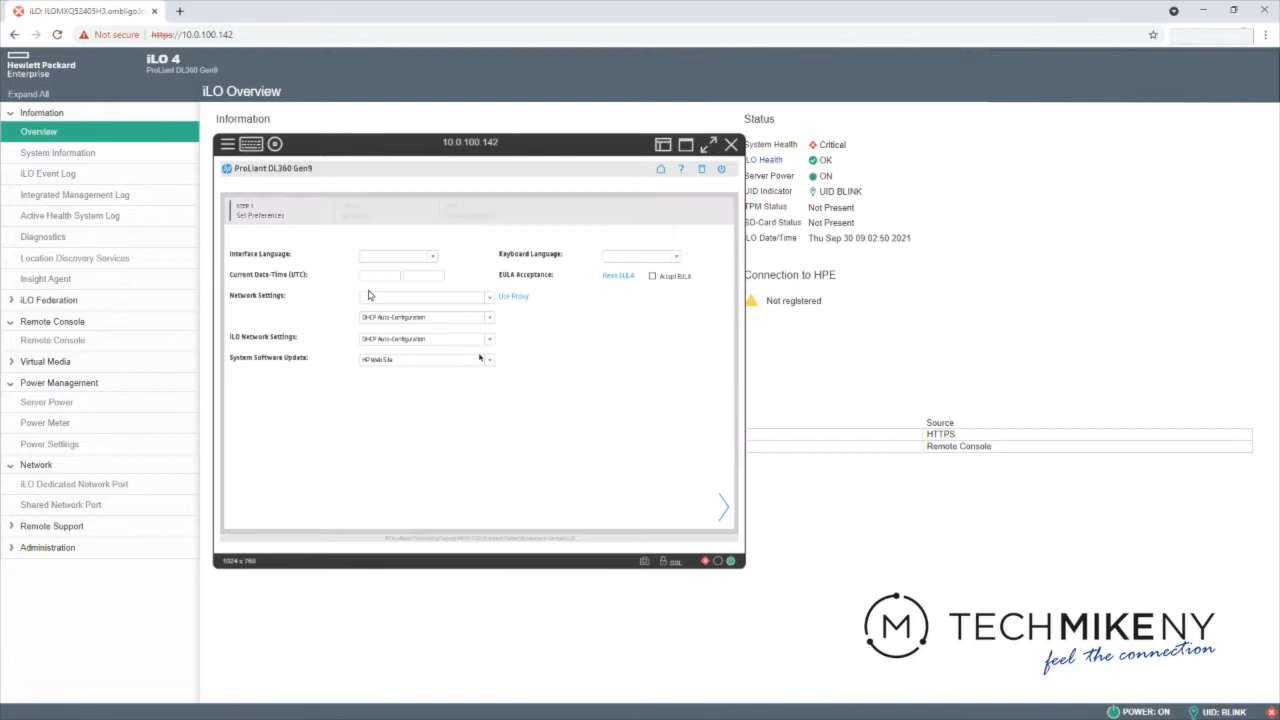 iLO: ILOMXQ52405H3.ombligo.lo
Not secure
https://10.0.100.142
Hewlett Packard
Enterprise
iLO 4
ProLiant DL360 Gen9
Expand All
iLO Overview
Information
Overview
System Information
iLO Event Log
Integrated Management Log
Active Health System Log
Diagnostics
Location Discovery Services
Insight Agent
iLO Federation
Remote Console
Remote Console
Virtual Media
Power Management
Server Power
Power Meter
Power Settings
Network
iLO Dedicated Network Port
Shared Network Port
Remote Support
Administration
Information
10.0.100.142
ProLiant DL360 Gen9
?
STEP 1
Set Preferences
Interface Language:
Keyboard Language:
Current Date-Time (UTC):
EULA Acceptance:
Read EULA
Accept EULA
Network Settings:
Use Proxy
DHCP Auto-Configuration
iLO Network Settings:
DHCP Auto-Configuration
System Software Update:
HP Web Site
1024 x 768
SSL
Status
System Health
Critical
iLO Health
OK
Server Power
ON
UID Indicator
UID BLINK
TPM Status
Not Present
SD-Card Status
Not Present
iLO Date/Time
Thu Sep 30 09:02:50 2021
Connection to HPE
Not registered
Source
HTTPS
Remote Console
M TECHMIKENY
feel the connection
POWER: ON
UID: BLINK